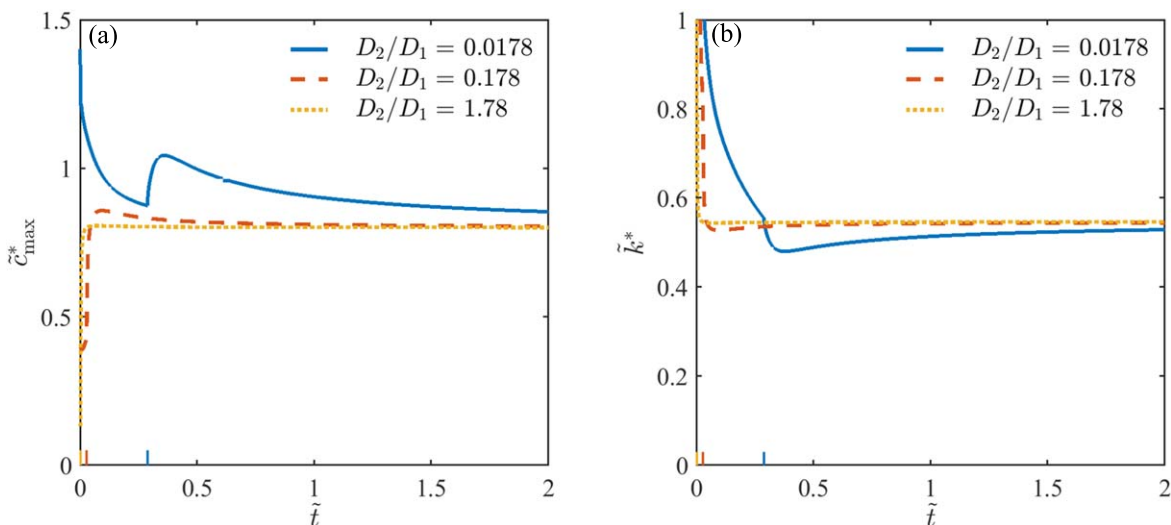 (a)
1.5
1
0.5
0
c̃*max
D₂/D₁ = 0.0178
D₂/D₁ = 0.178
D₂/D₁ = 1.78
0 0.5 1 1.5 2
t̃
(b)
1
0.8
0.6
0.4
0.2
0
k̃*
D₂/D₁ = 0.0178
D₂/D₁ = 0.178
D₂/D₁ = 1.78
0 0.5 1 1.5 2
t̃